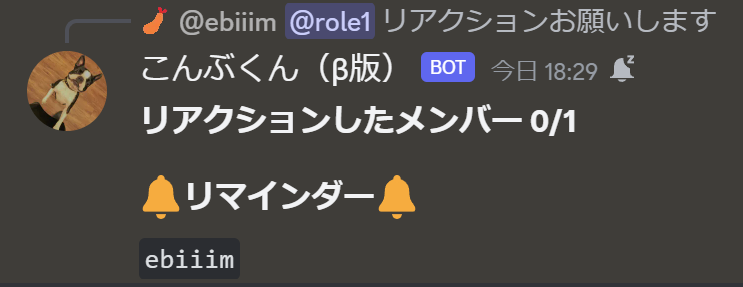 @ebiiim @role1 リアクションお願いします
こんぶくん（β版） BOT 今日 18:29
リアクションしたメンバー 0/1
リマインダー
ebiiim